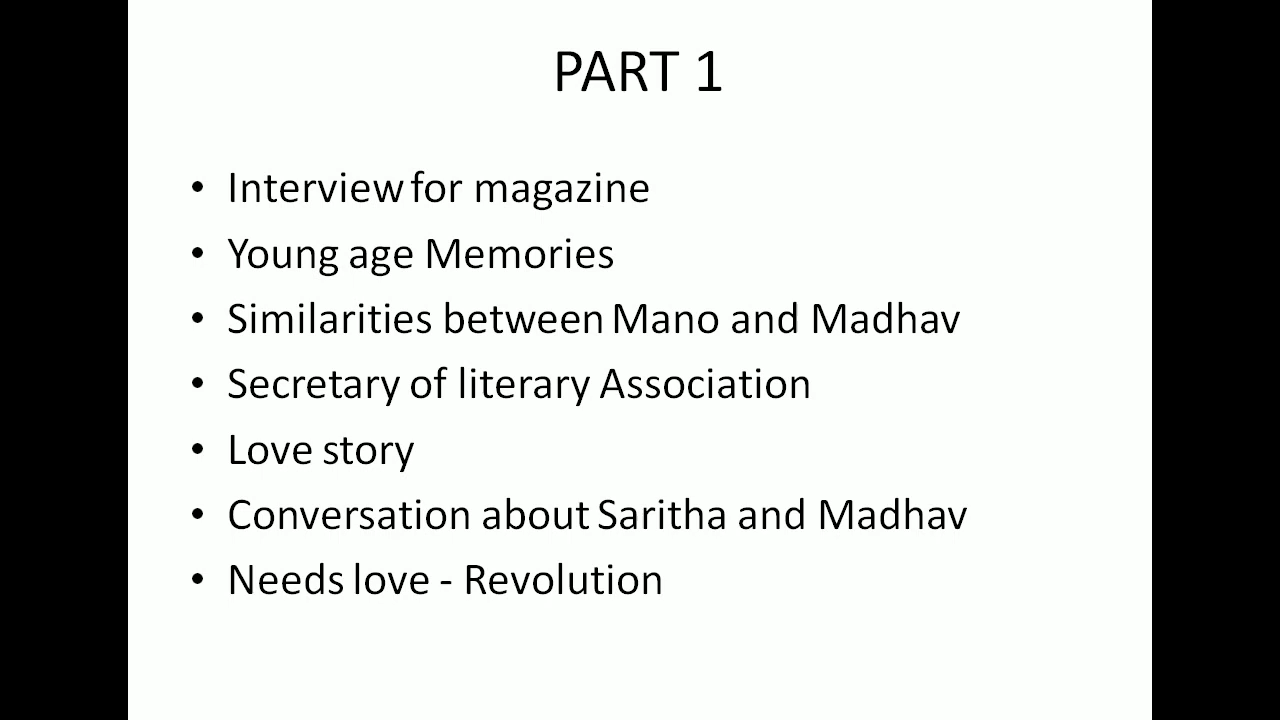 PART 1
• Interview for magazine
• Young age Memories
• Similarities between Mano and Madhav
• Secretary of literary Association
• Love story
• Conversation about Saritha and Madhav
• Needs love - Revolution